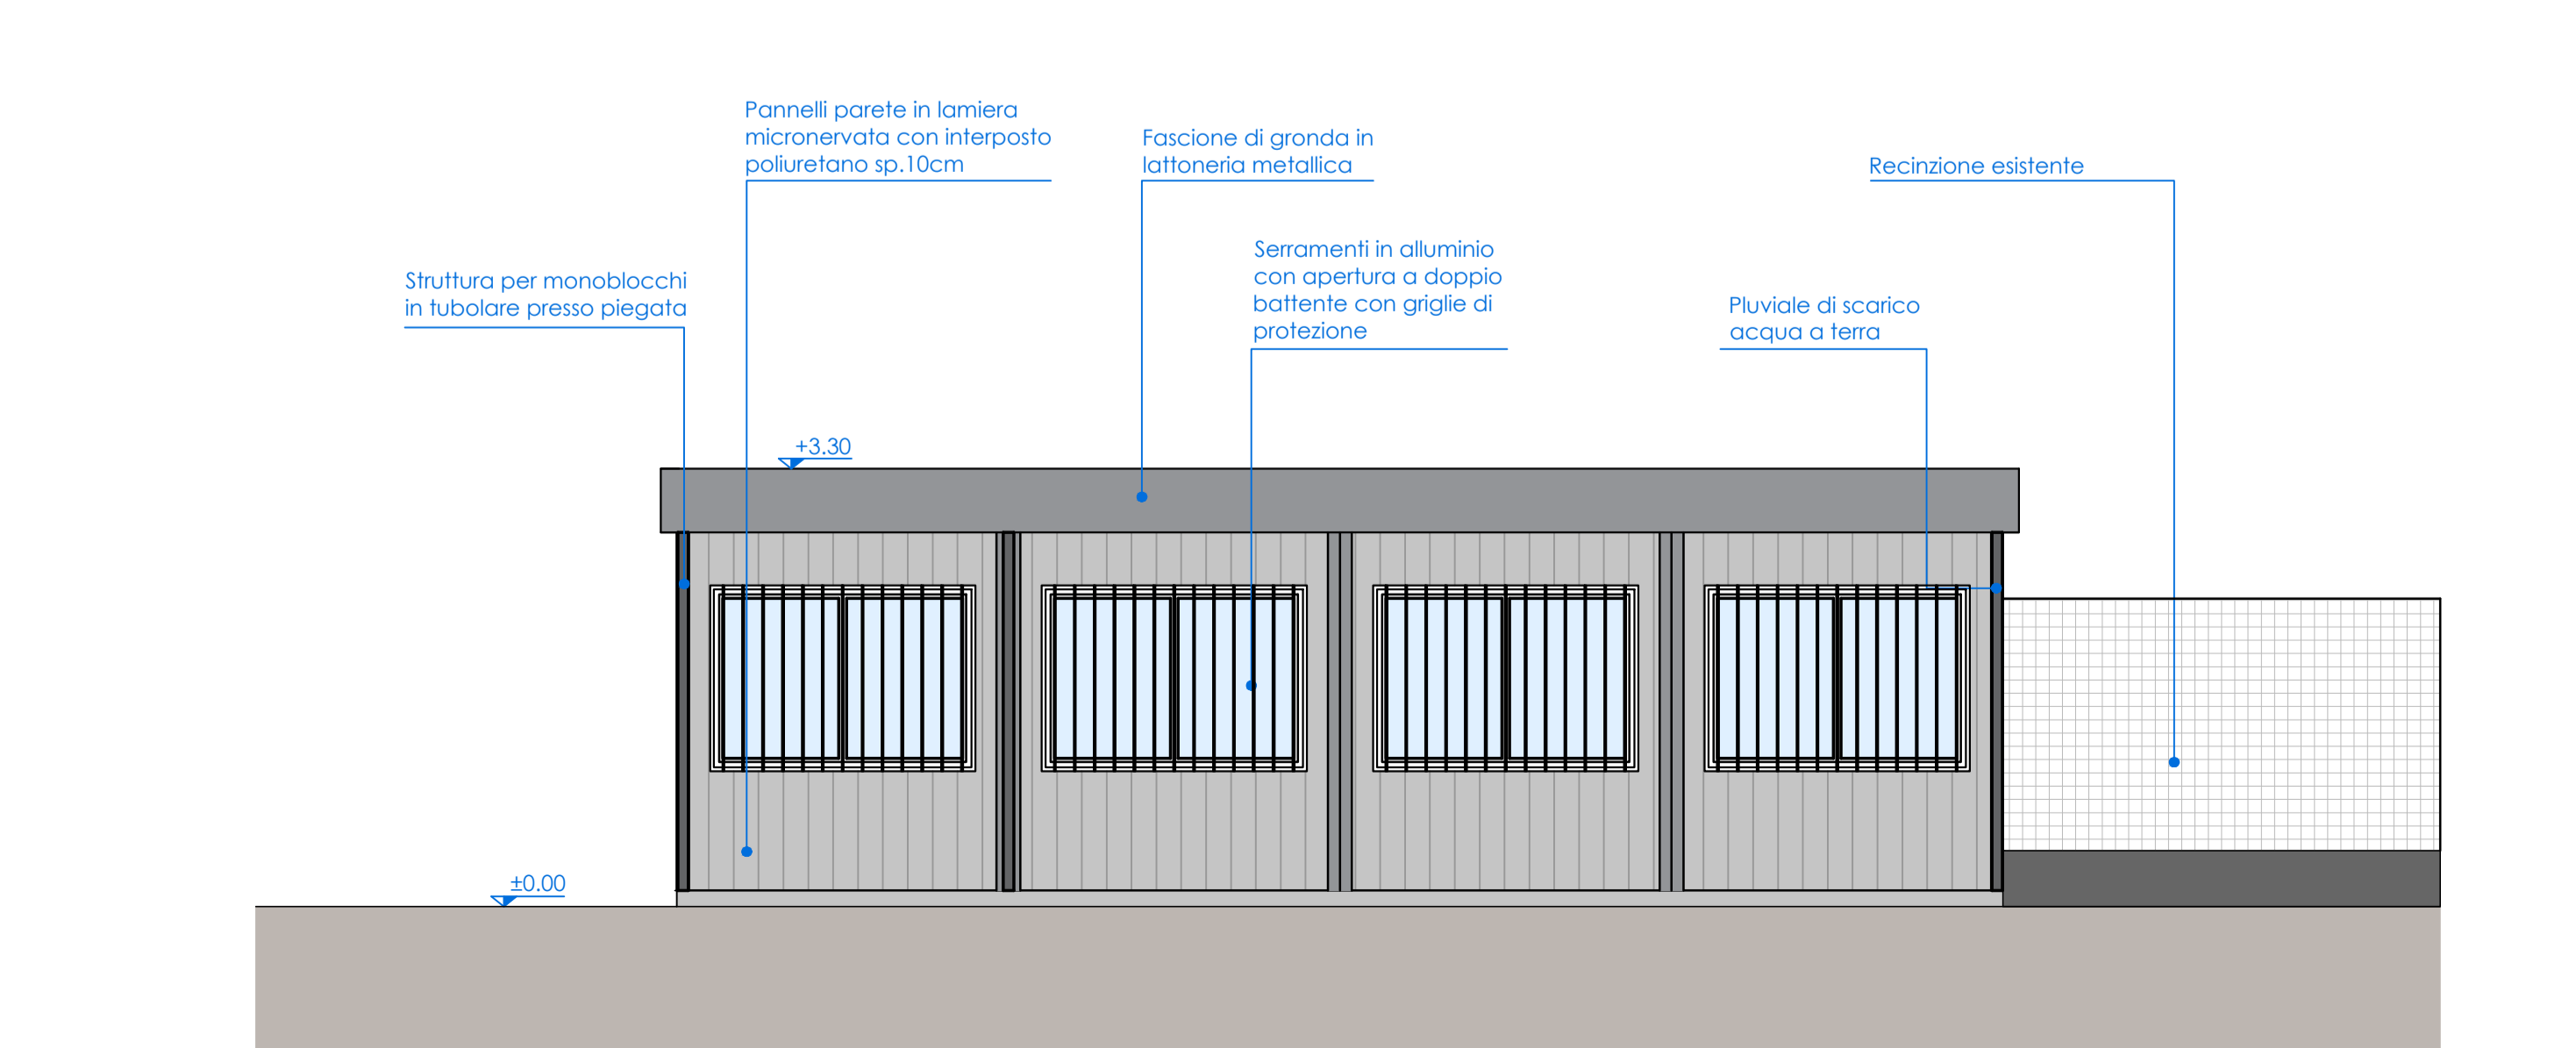 Pannelli parete in lamiera
micronervata con interposto
poliuretano sp.10cm
Fascione di gronda in
lattoneria metallica
Recinzione esistente
Struttura per monoblocchi
in tubolare presso piegata
Serramenti in alluminio
con apertura a doppio
battente con griglie di
protezione
Pluviale di scarico
acqua a terra
+3.30
±0.00